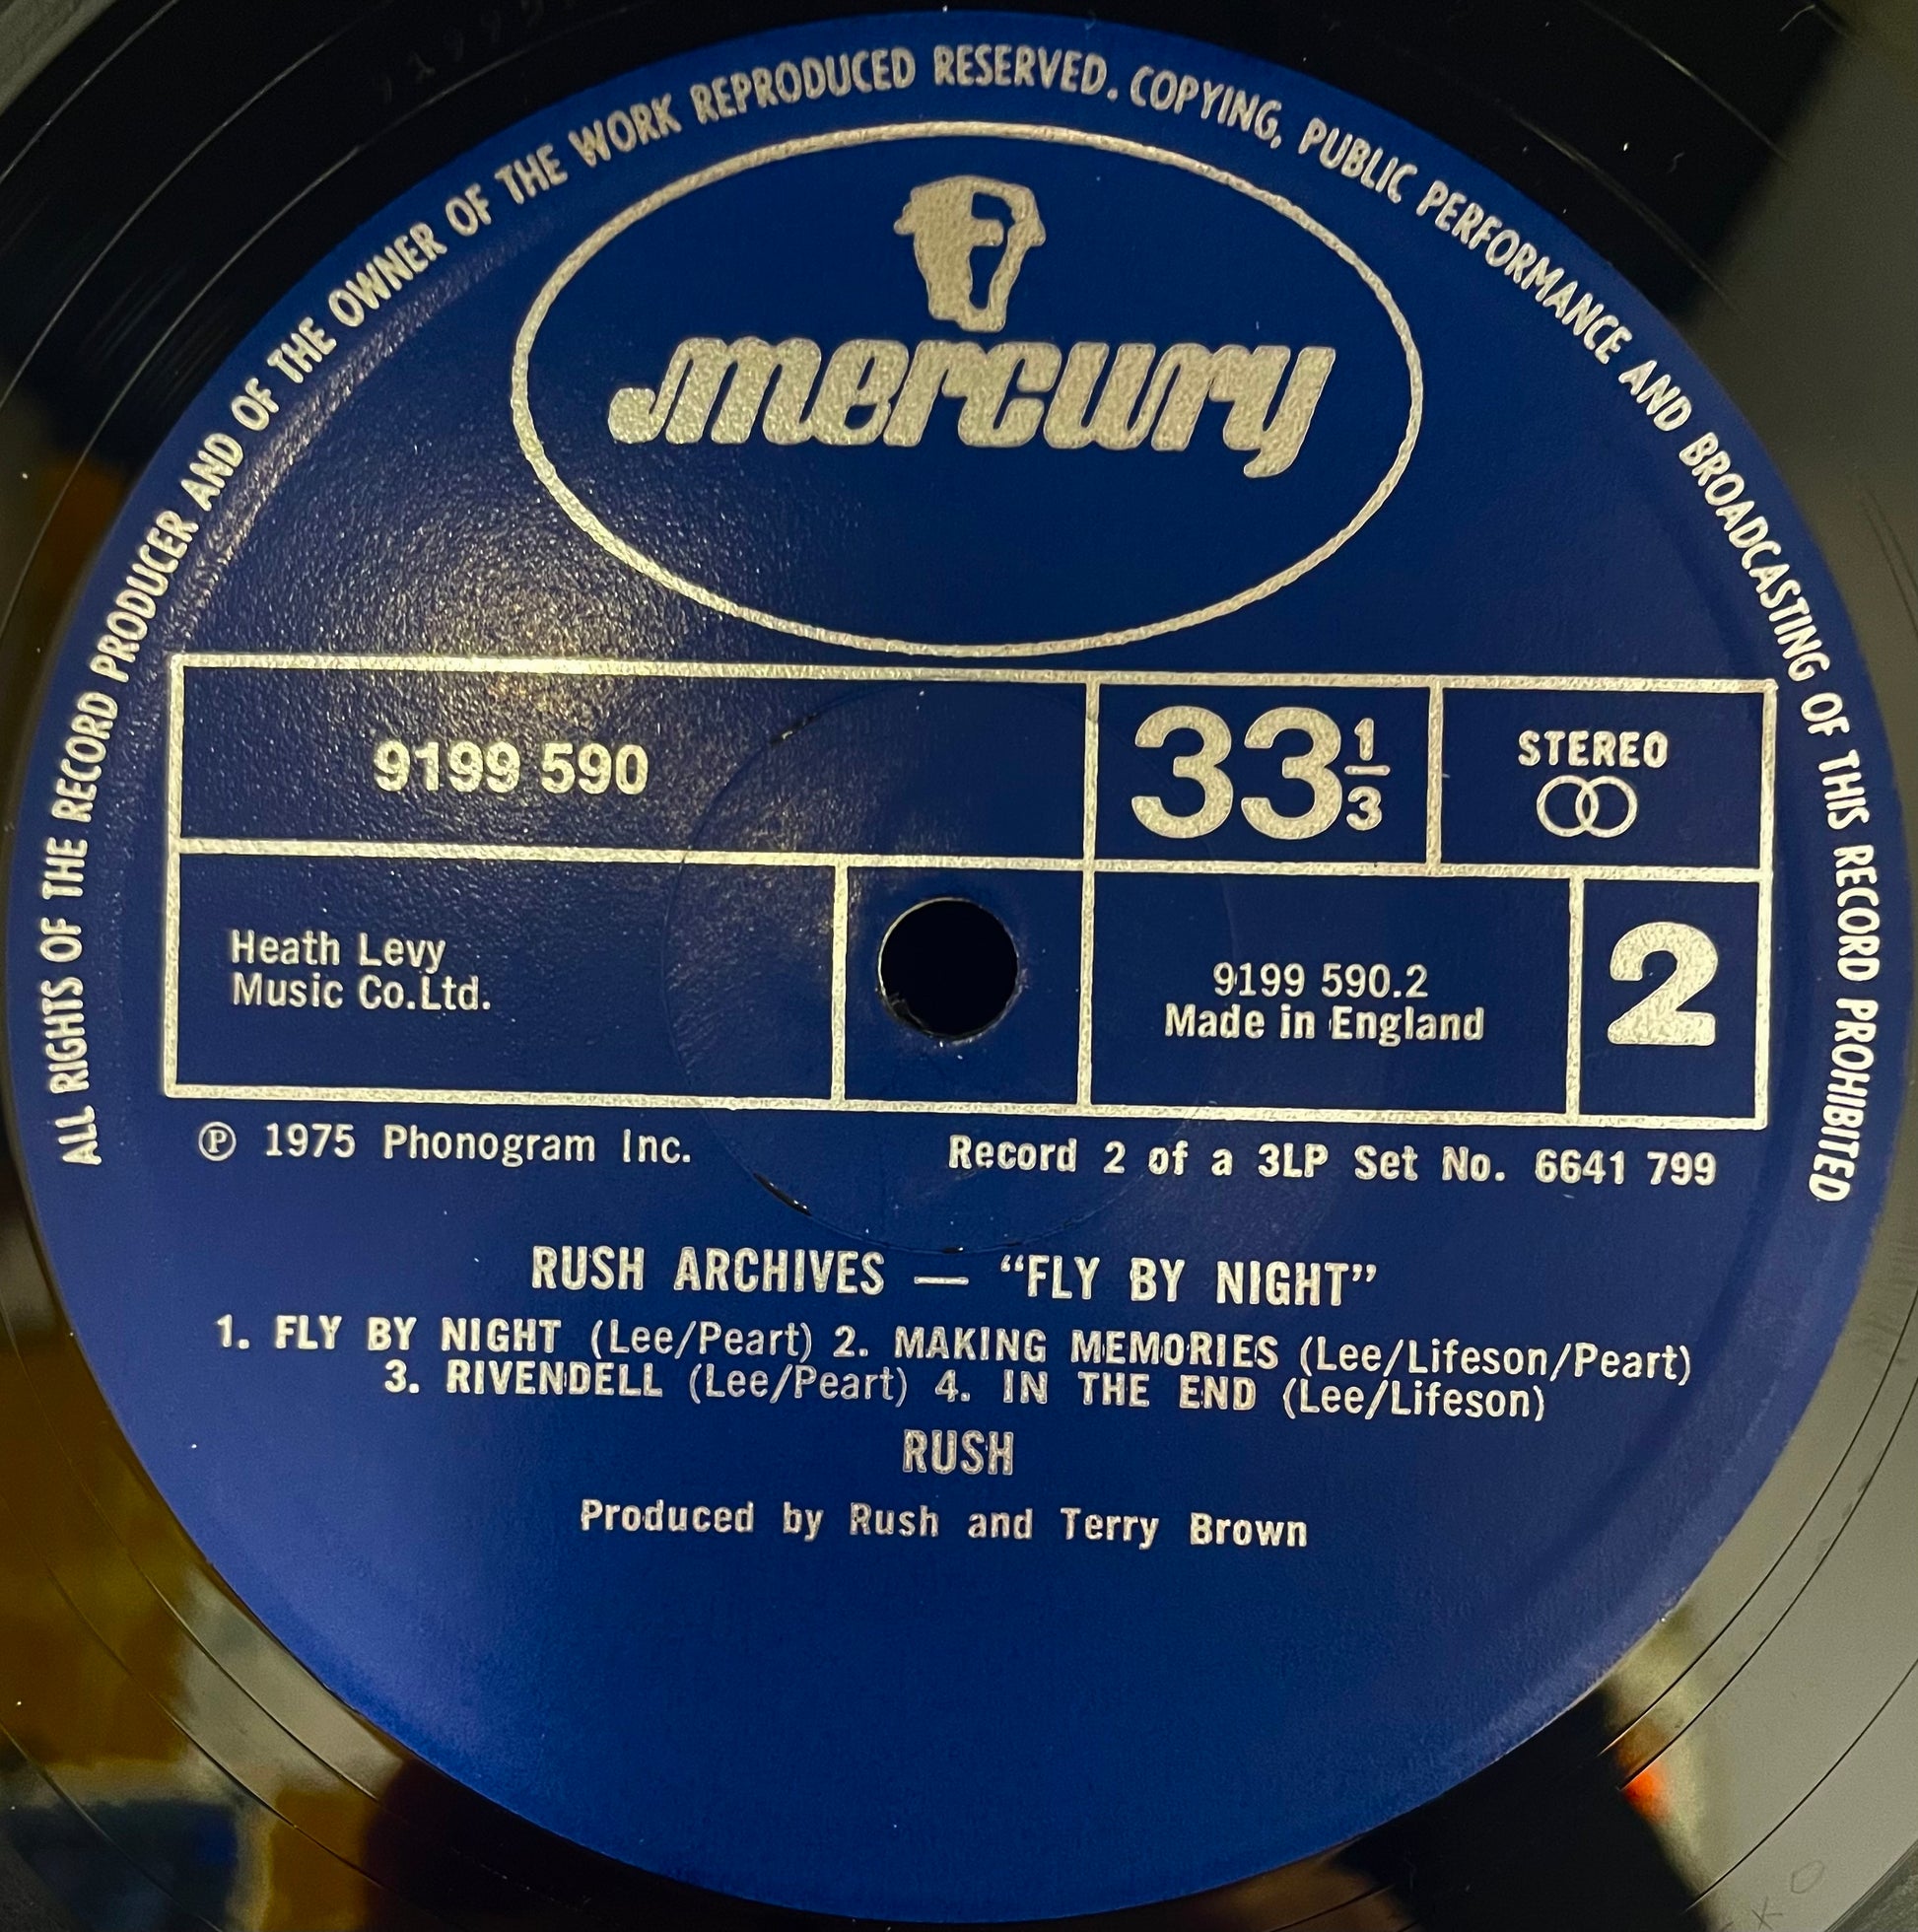 ALL RIGHTS OF THE RECORD PRODUCER AND OF THE OWNER OF THE WORK REPRODUCED RESERVED. COPYING, PUBLIC PERFORMANCE AND BROADCASTING OF THIS RECORD PROHIBITED
mercury
9199 590
33 1/3
STEREO
Heath Levy
Music Co.Ltd.
9199 590.2
Made in England
2
℗ 1975 Phonogram Inc.
Record 2 of a 3LP Set No. 6641 799
RUSH ARCHIVES — “FLY BY NIGHT”
1. FLY BY NIGHT (Lee/Peart) 2. MAKING MEMORIES (Lee/Lifeson/Peart)
3. RIVENDELL (Lee/Peart) 4. IN THE END (Lee/Lifeson)
RUSH
Produced by Rush and Terry Brown